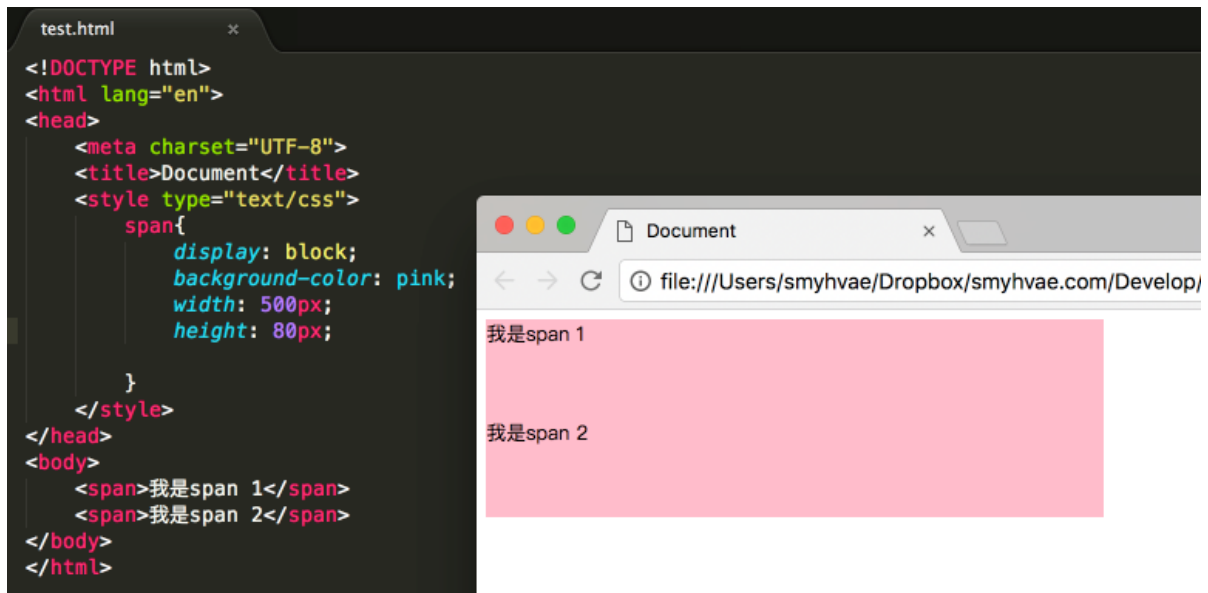 test.html ×
<!DOCTYPE html>
<html lang="en">
<head>
<meta charset="UTF-8">
<title>Document</title>
<style type="text/css">
span{
display: block;
background-color: pink;
width: 500px;
height: 80px;
}
</style>
</head>
<body>
<span>我是span 1</span>
<span>我是span 2</span>
</body>
</html>
Document ×
file:///Users/smyhvae/Dropbox/smyhvae.com/Develop/
我是span 1
我是span 2